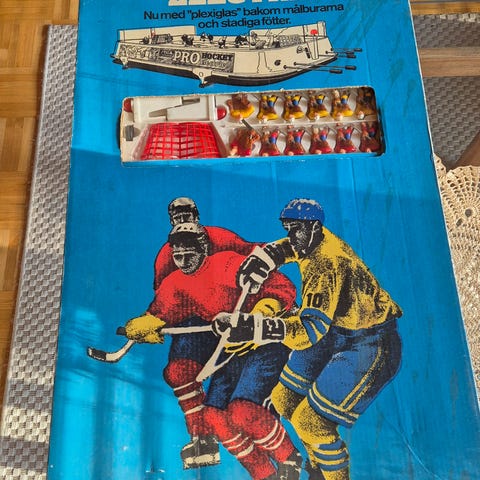 Nu med "plexiglas" bakom målburarna
och stadiga fötter.
PRO HOCKEY
10